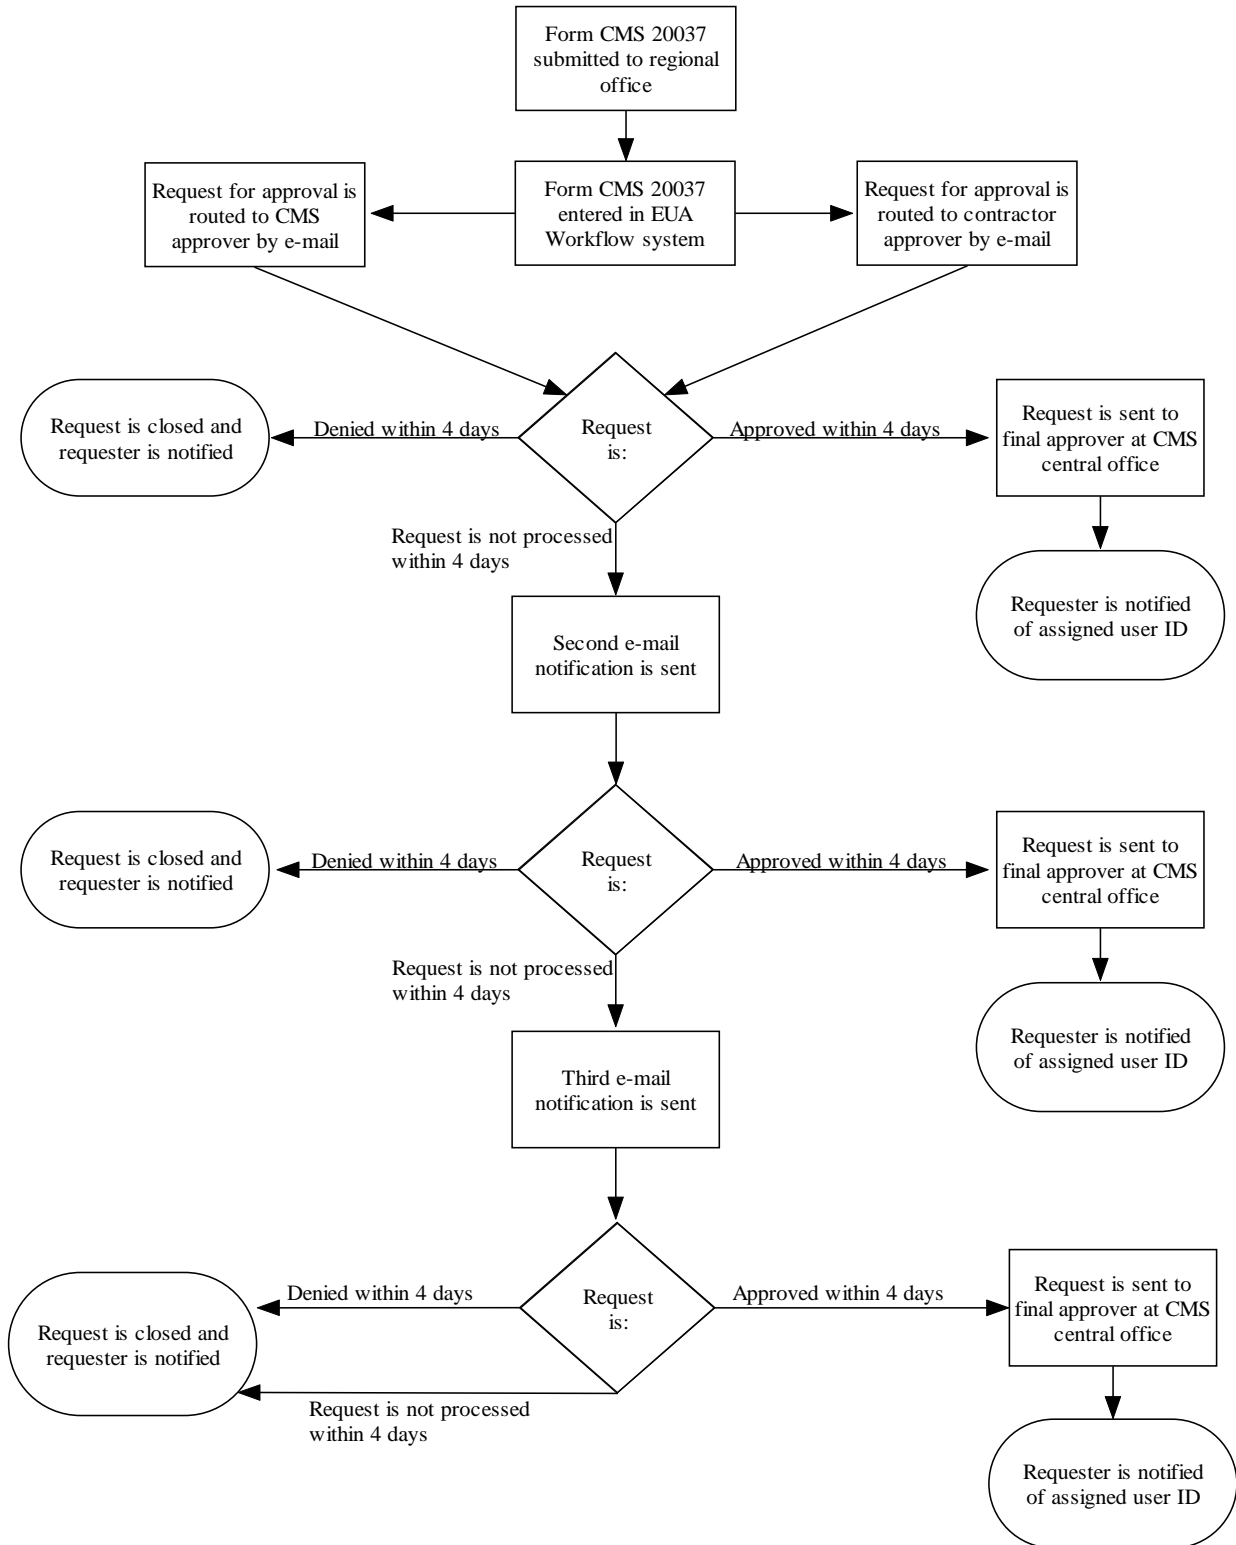 Form CMS 20037
submitted to regional
office
Request for approval is
routed to CMS
approver by e-mail
Form CMS 20037
entered in EUA
Workflow system
Request for approval is
routed to contractor
approver by e-mail
Request is closed and
requester is notified
Denied within 4 days
Request
is:
Approved within 4 days
Request is sent to
final approver at CMS
central office
Request is not processed
within 4 days
Requester is notified
of assigned user ID
Second e-mail
notification is sent
Request is closed and
requester is notified
Denied within 4 days
Request
is:
Approved within 4 days
Request is sent to
final approver at CMS
central office
Request is not processed
within 4 days
Requester is notified
of assigned user ID
Third e-mail
notification is sent
Request is closed and
requester is notified
Denied within 4 days
Request
is:
Approved within 4 days
Request is sent to
final approver at CMS
central office
Request is not processed
within 4 days
Requester is notified
of assigned user ID